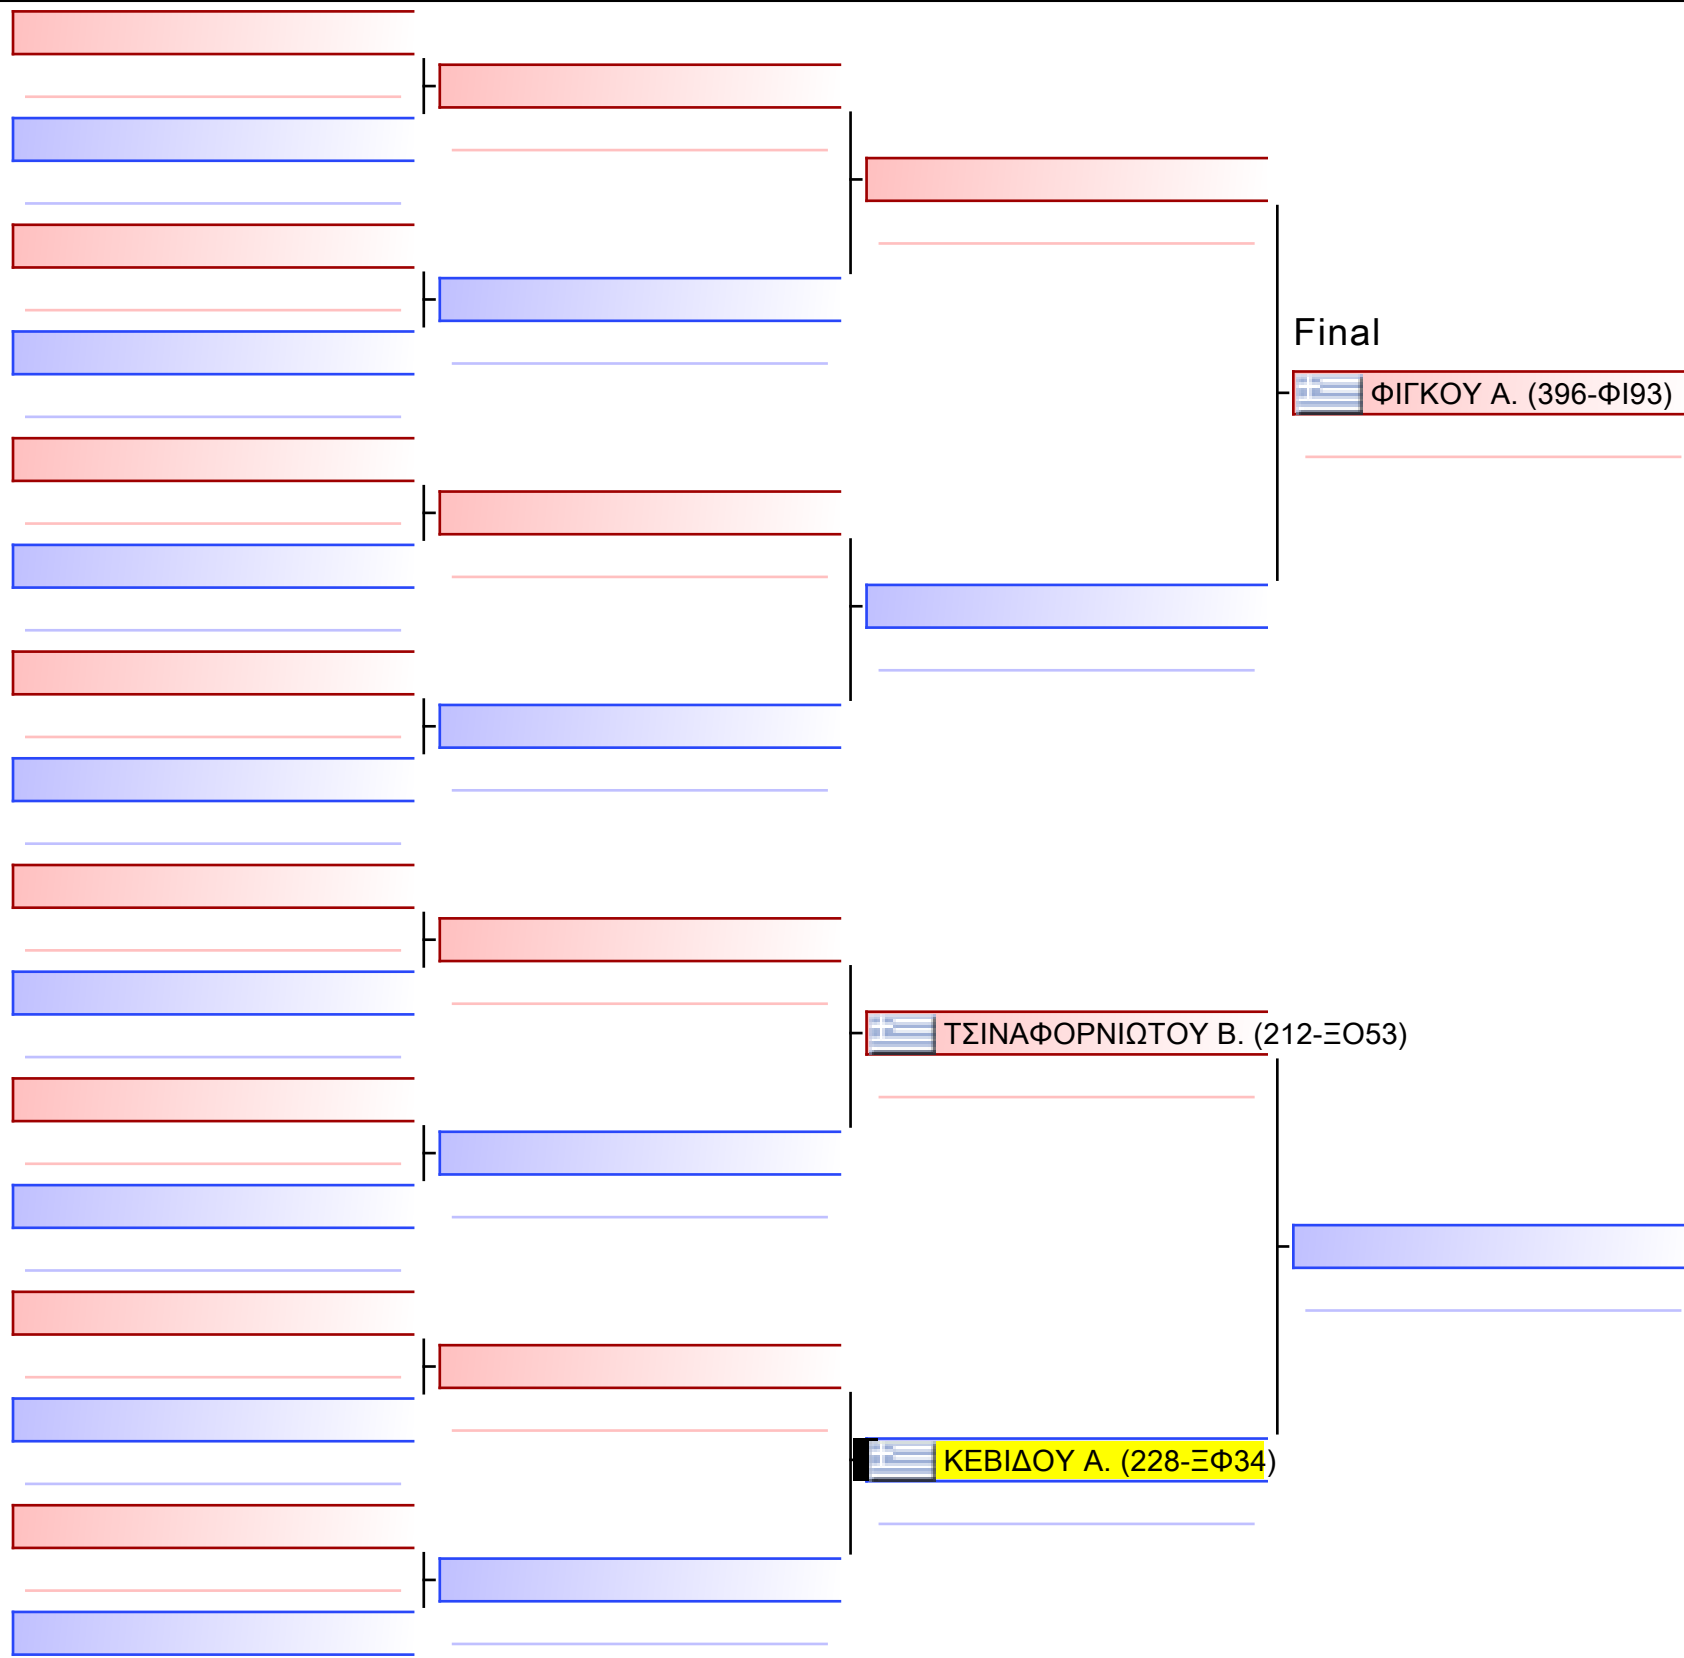 Final
ΦΙΓΚΟΥ Α. (396-ΦΙ93)
ΤΣΙΝΑΦΟΡΝΙΩΤΟΥ Β. (212-ΞΟ53)
ΚΕΒΙΔΟΥ Α. (228-ΞΦ34)